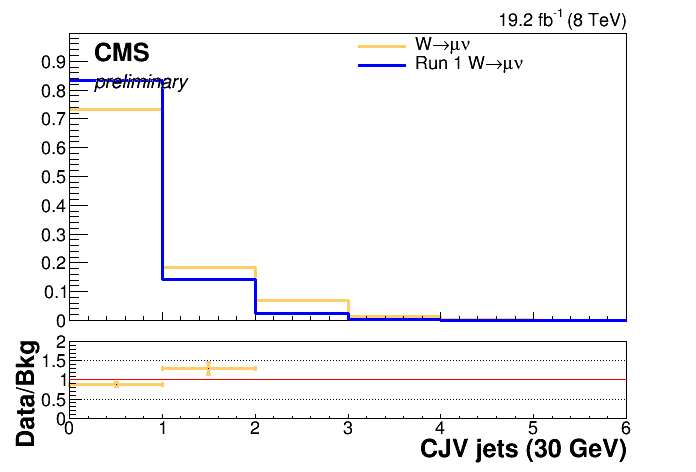 19.2 fb-1 (8 TeV)
CMS
preliminary
W→μν
Run 1 W→μν
0.9
0.8
0.7
0.6
0.5
0.4
0.3
0.2
0.1
0
Data/Bkg
2
1.5
1
0.5
0
0 1 2 3 4 5 6
CJV jets (30 GeV)